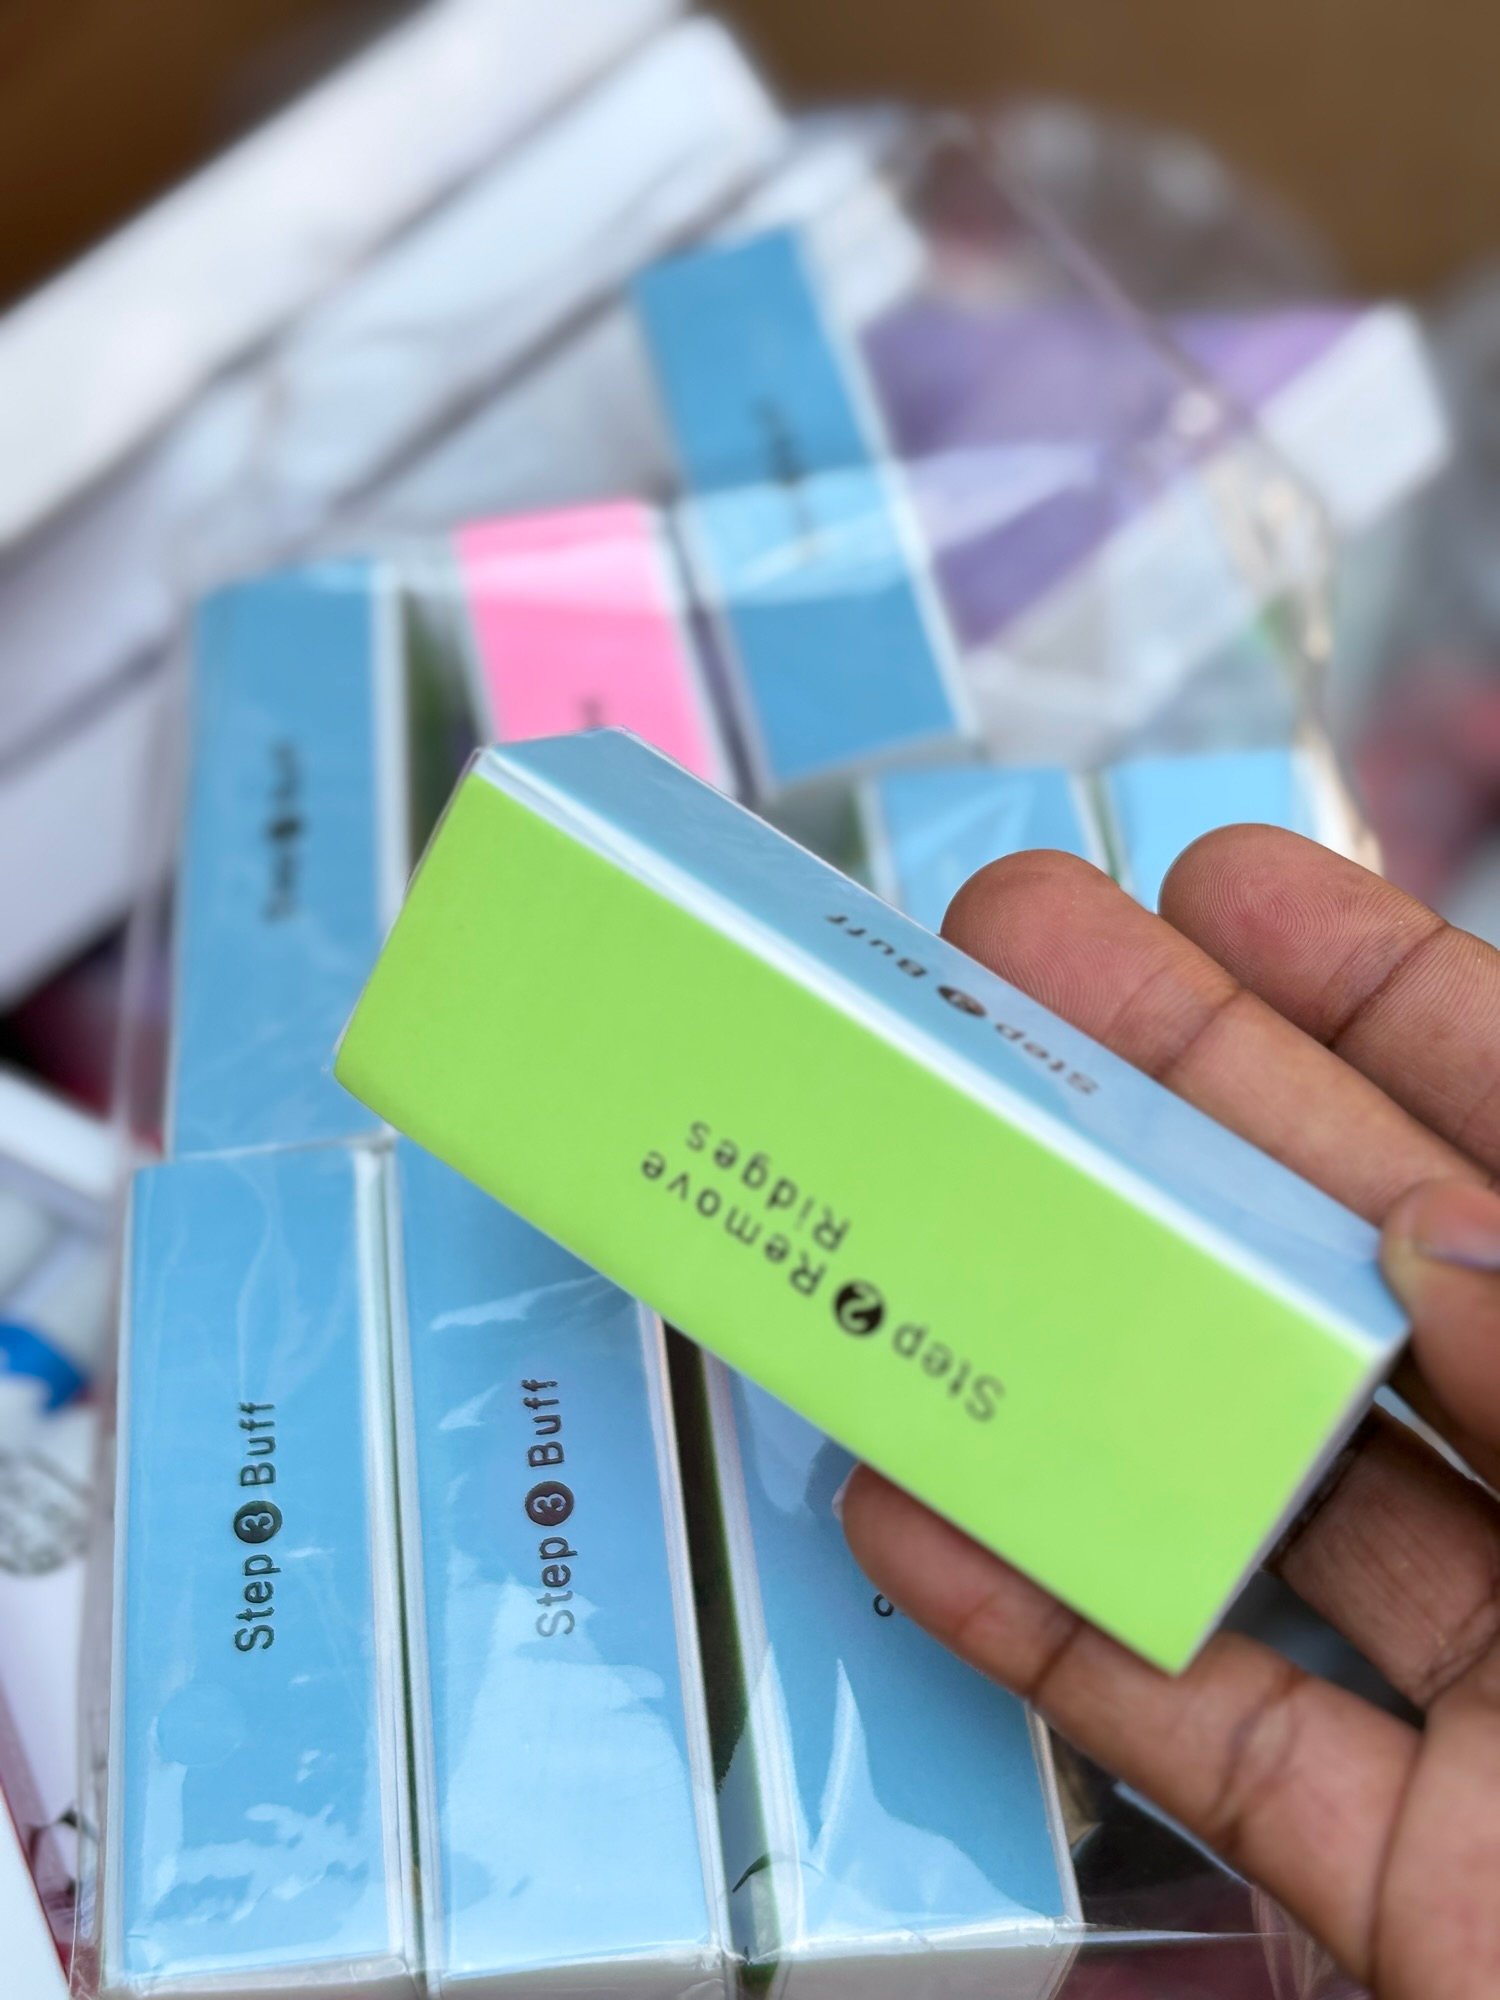 Step 2 Remove
Ridges
Step 3 Buff
Step 3 Buff
Step 3 Buff